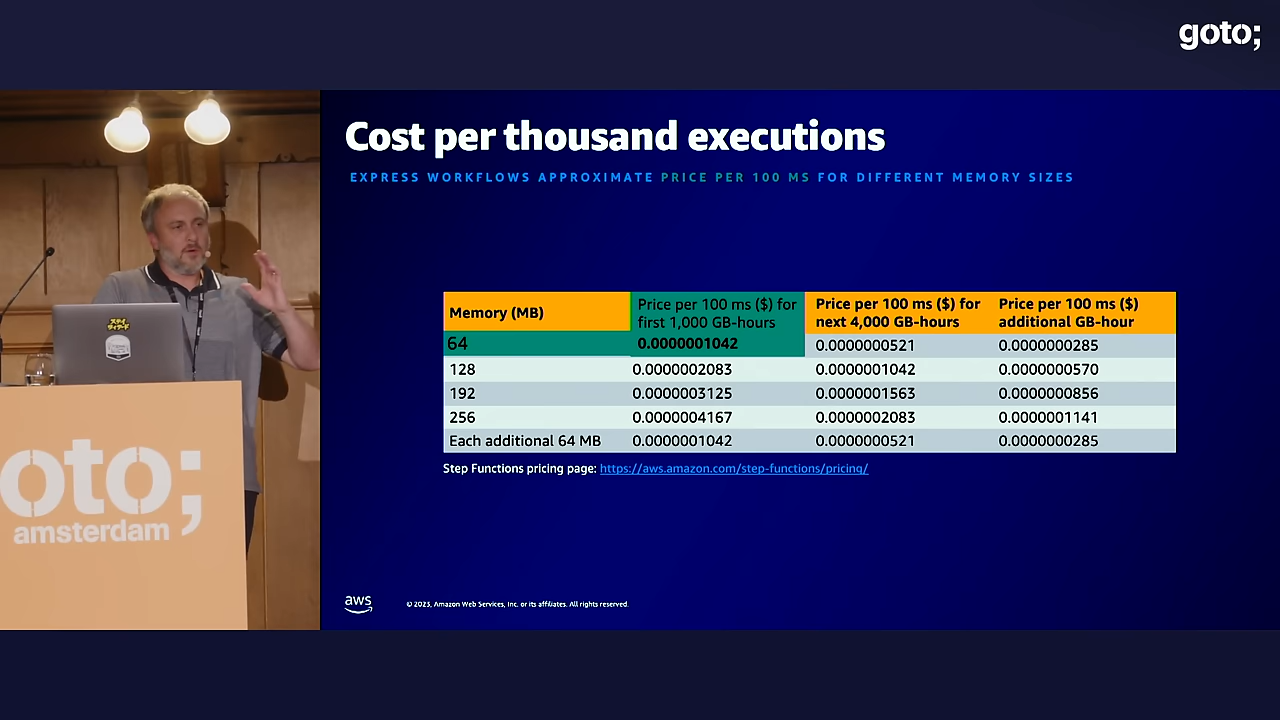 goto;
Cost per thousand executions
EXPRESS WORKFLOWS APPROXIMATE PRICE PER 100 MS FOR DIFFERENT MEMORY SIZES
Memory (MB)
Price per 100 ms ($) for
first 1,000 GB-hours
Price per 100 ms ($) for
next 4,000 GB-hours
Price per 100 ms ($)
additional GB-hour
64 0.0000001042 0.0000000521 0.0000000285
128 0.0000002083 0.0000001042 0.0000000570
192 0.0000003125 0.0000001563 0.0000000856
256 0.0000004167 0.0000002083 0.0000001141
Each additional 64 MB 0.0000001042 0.0000000521 0.0000000285
Step Functions pricing page: https://aws.amazon.com/step-functions/pricing/
oto;
amsterdam
aws
© 2023, Amazon Web Services, Inc. or its affiliates. All rights reserved.